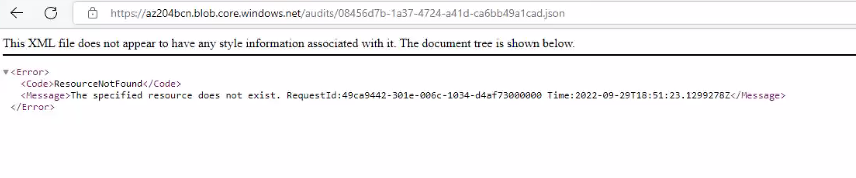 https://az204bcn.blob.core.windows.net/audits/08456d7b-1a37-4724-a41d-ca6bb49a1cad.json
This XML file does not appear to have any style information associated with it. The document tree is shown below.
▼<Error>
<Code>ResourceNotFound</Code>
<Message>The specified resource does not exist. RequestId:49ca9442-301e-006c-1034-d4af73000000 Time:2022-09-29T18:51:23.1299278Z</Message>
</Error>